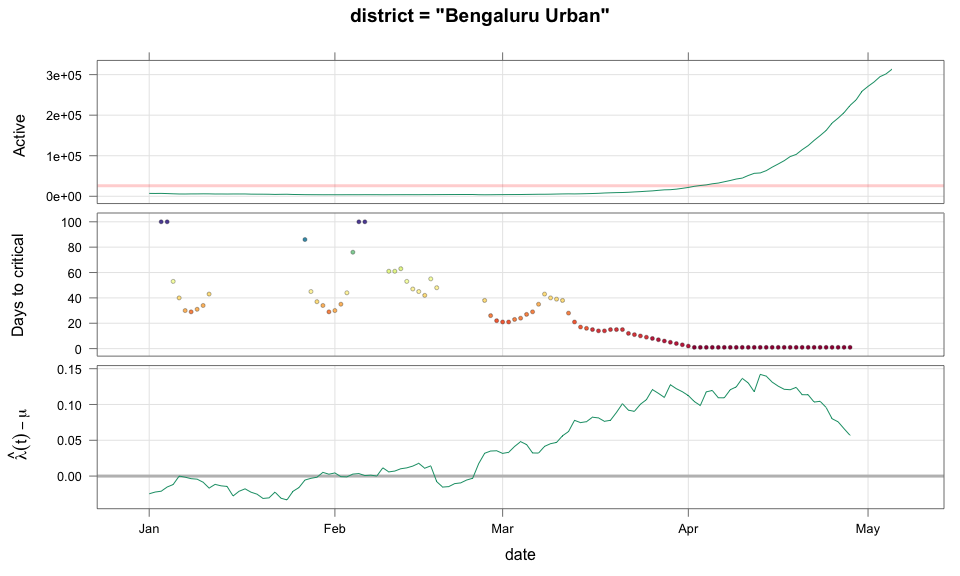 district = "Bengaluru Urban"
Active
3e+05
2e+05
1e+05
0e+00
Days to critical
100
80
60
40
20
0
λ̂(t) − μ
0.15
0.10
0.05
0.00
Jan Feb Mar Apr May
date